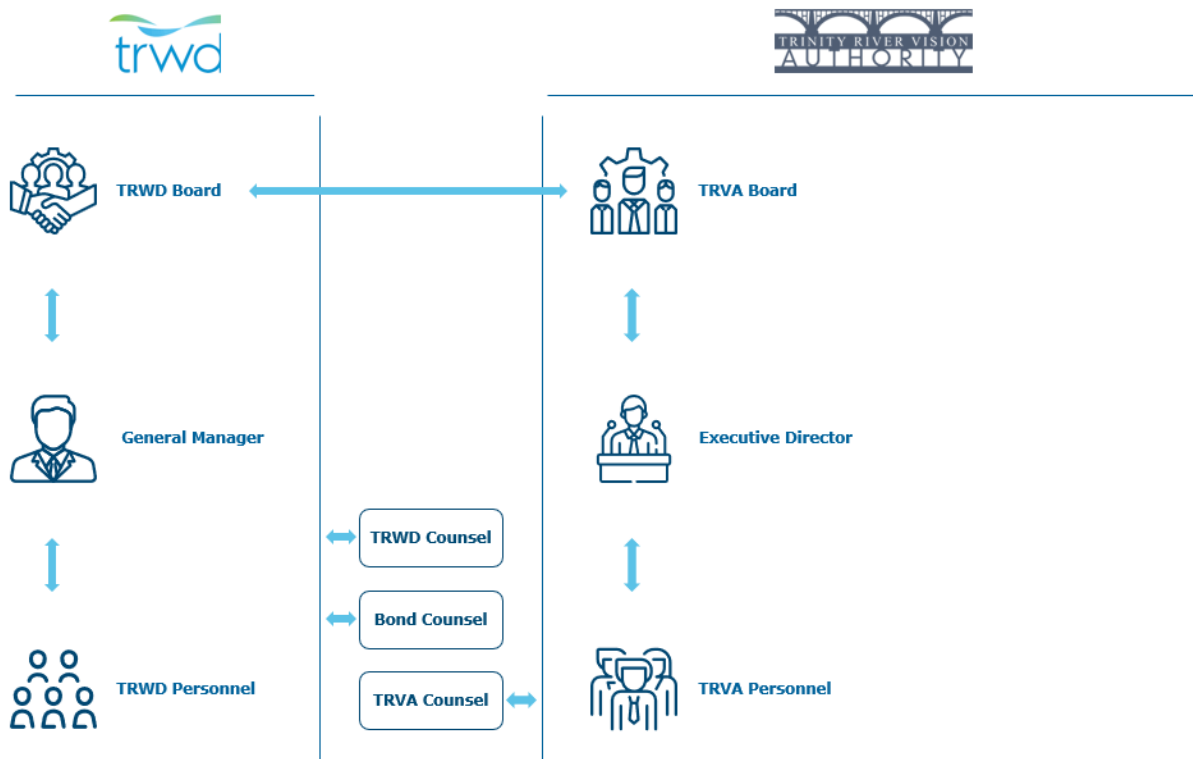 trwd
TRINITY RIVER VISION
AUTHORITY
TRWD Board
TRVA Board
General Manager
Executive Director
TRWD Counsel
Bond Counsel
TRWD Personnel
TRVA Counsel
TRVA Personnel